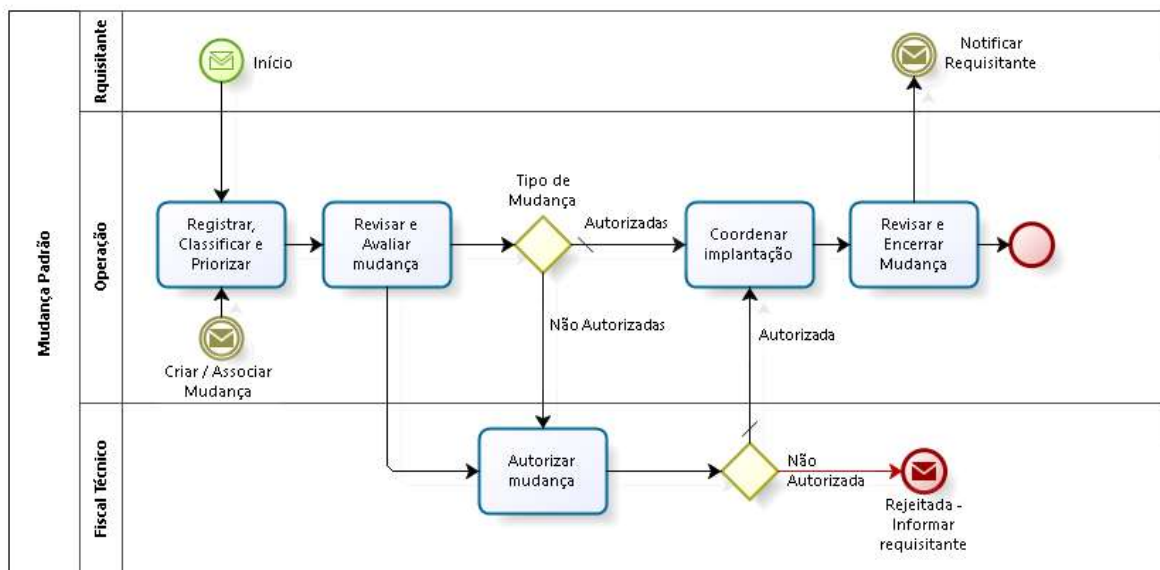 Mudança Padrão
Rquisitante
Início
Notificar
Requisitante
Operação
Registrar,
Classificar e
Priorizar
Revisar e
Avaliar
mudança
Tipo de
Mudança
Autorizadas
Não Autorizadas
Coordenar
implantação
Revisar e
Encerrar
Mudança
Criar / Associar
Mudança
Autorizada
Fiscal Técnico
Autorizar
mudança
Não
Autorizada
Rejeitada -
Informar
requisitante